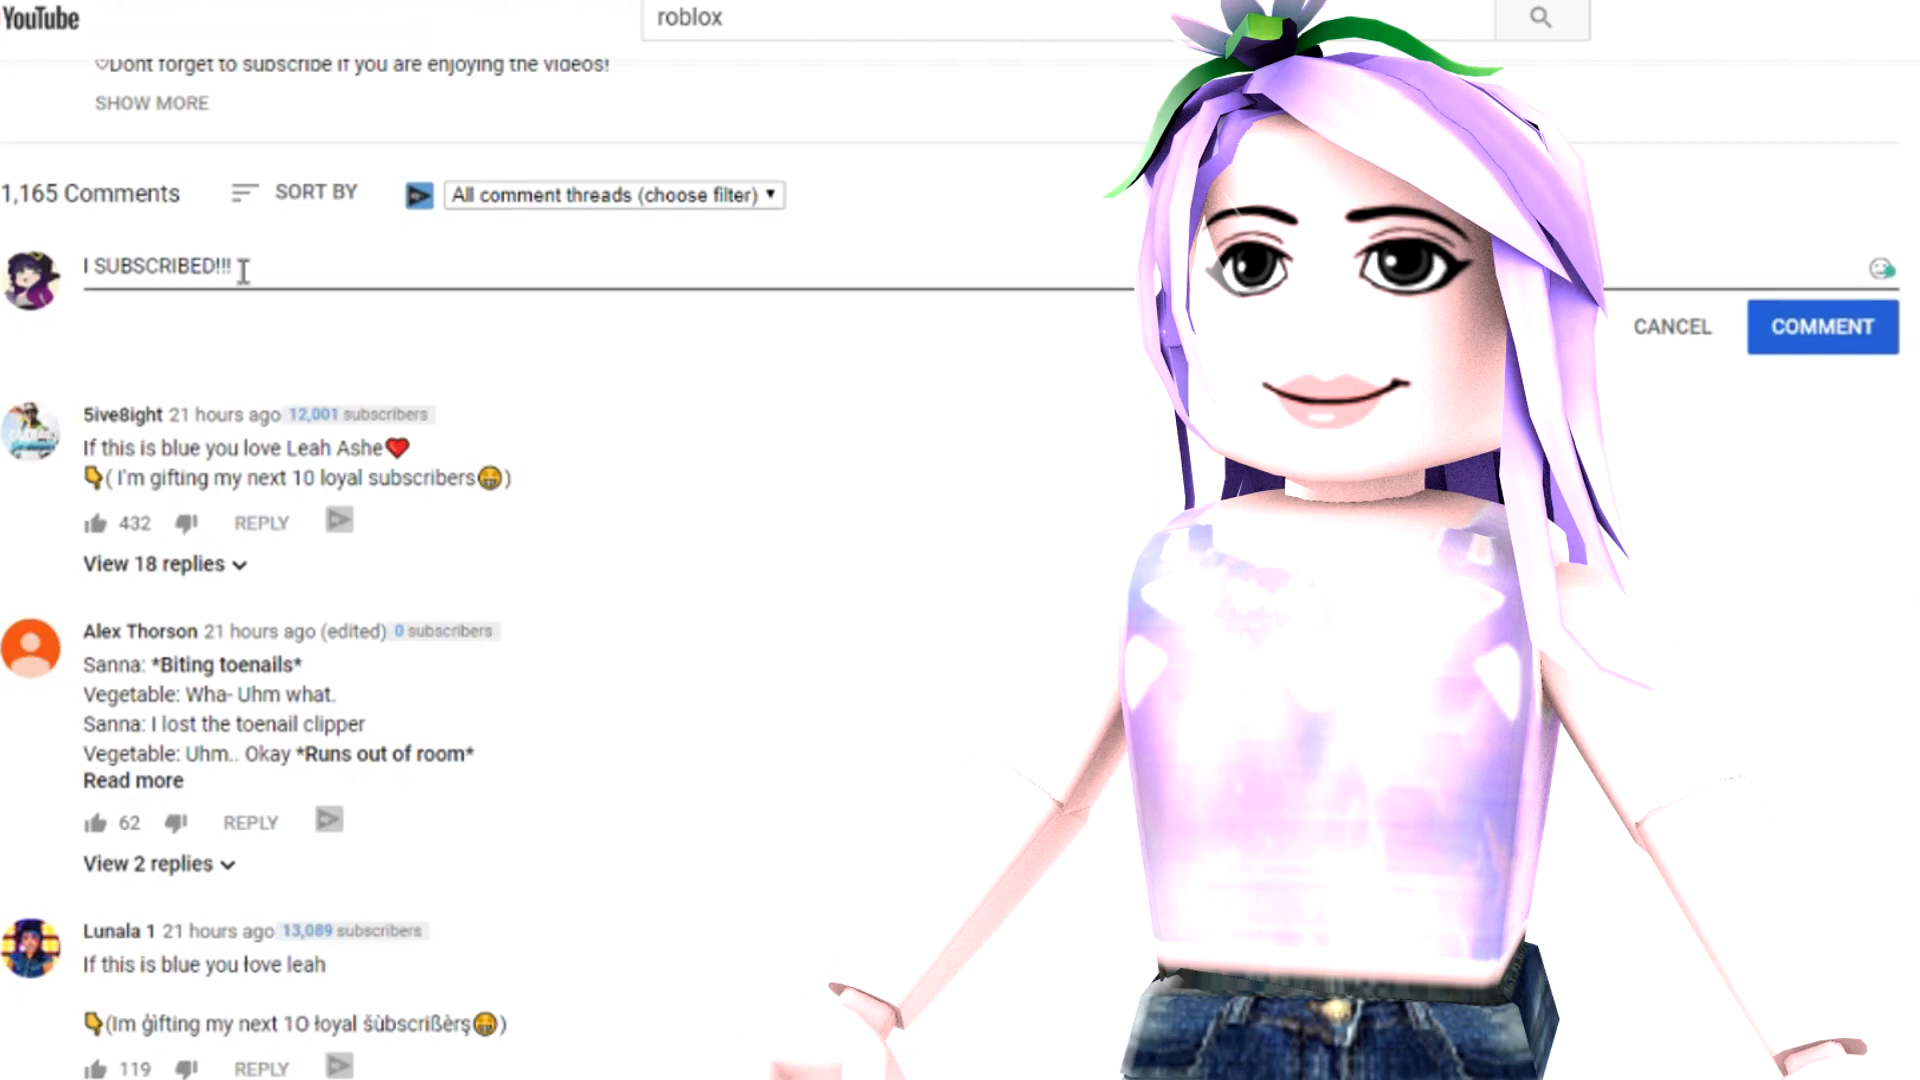 YouTube
roblox
♡Dont forget to subscribe if you are enjoying the videos!
SHOW MORE
1,165 Comments
SORT BY
All comment threads (choose filter) ▼
I SUBSCRIBED!!!
CANCEL
COMMENT
5ive8ight 21 hours ago 12,001 subscribers
If this is blue you love Leah Ashe❤️
👇( I'm gifting my next 10 loyal subscribers😁)
432
REPLY
View 18 replies
Alex Thorson 21 hours ago (edited) 0 subscribers
Sanna: *Biting toenails*
Vegetable: Wha- Uhm what.
Sanna: I lost the toenail clipper
Vegetable: Uhm.. Okay *Runs out of room*
Read more
62
REPLY
View 2 replies
Lunala 1 21 hours ago 13,089 subscribers
If this is blue you łove leah
👇(Im ģìfting my next 1O łoyal šùbscrißèrş😁)
119
REPLY